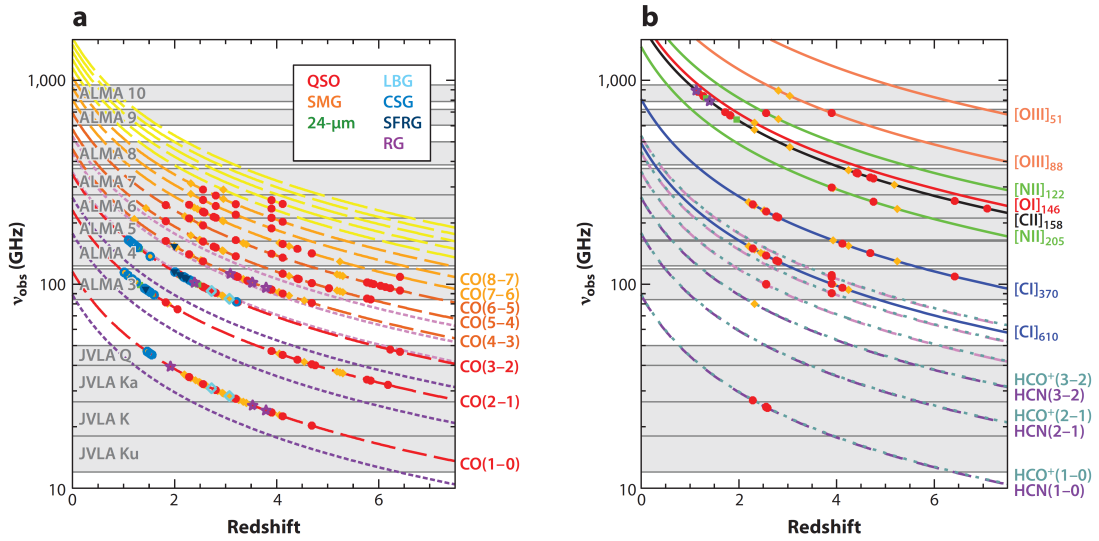 a
ν_obs (GHz)
1,000
100
10
ALMA 10
ALMA 9
ALMA 8
ALMA 7
ALMA 6
ALMA 5
ALMA 4
ALMA 3
JVLA Q
JVLA Ka
JVLA K
JVLA Ku
QSO
SMG
24-μm
LBG
CSG
SFRG
RG
CO(8–7)
CO(7–6)
CO(6–5)
CO(5–4)
CO(4–3)
CO(3–2)
CO(2–1)
CO(1–0)
0 2 4 6
Redshift
b
ν_obs (GHz)
1,000
100
10
[OIII]51
[OIII]88
[NII]122
[OI]146
[CII]158
[NII]205
[CI]370
[CI]610
HCO⁺(3–2)
HCN(3–2)
HCO⁺(2–1)
HCN(2–1)
HCO⁺(1–0)
HCN(1–0)
0 2 4 6
Redshift